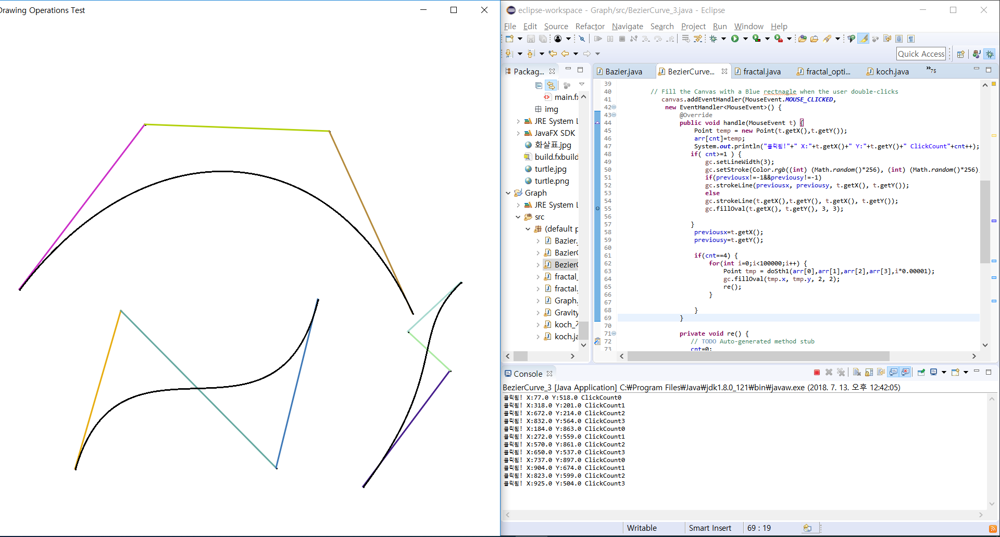 Drawing Operations Test
eclipse-workspace - Graph/src/BezierCurve_3.java - Eclipse
File Edit Source Refactor Navigate Search Project Run Window Help
Quick Access
Packag...
main.fx
img
JRE System L
JavaFX SDK
화살표.jpg
build.fxbuild
turtle.jpg
turtle.png
Graph
JRE System L
src
(default p
Bazier.
BazierC
BezierC
fractal_
fractal.
Graph.
Gravity
koch_
koch.ja
Bazier.java BezierCurve... fractal.java fractal_opti... koch.java »75
39
40 // Fill the Canvas with a Blue rectnagle when the user double-clicks
41 canvas.addEventHandler(MouseEvent.MOUSE_CLICKED,
42 new EventHandler<MouseEvent>() {
43 @Override
44 public void handle(MouseEvent t) {
45 Point temp = new Point(t.getX(),t.getY());
46 arr[cnt]=temp;
47 System.out.println("클릭됨!"+" X:"+t.getX()+" Y:"+t.getY()+" ClickCount"+cnt++);
48 if( cnt>=1 ) {
49 gc.setLineWidth(3);
50 gc.setStroke(Color.rgb((int) (Math.random()*256), (int) (Math.random()*256)
51 if(previousx!=-1&&previousy!=-1)
52 gc.strokeLine(previousx, previousy, t.getX(), t.getY());
53 else
54 gc.strokeLine(t.getX(),t.getY(), t.getX(), t.getY());
55 gc.fillOval(t.getX(), t.getY(), 3, 3);
56
57 }
58 previousx=t.getX();
59 previousy=t.getY();
60
61 if(cnt==4) {
62 for(int i=0;i<100000;i++) {
63 Point tmp = doSth1(arr[0],arr[1],arr[2],arr[3],i*0.00001);
64 gc.fillOval(tmp.x, tmp.y, 2, 2);
65 re();
66 }
67
68 }
69 }
70
71 private void re() {
72 // TODO Auto-generated method stub
73 cnt=0;
Console
BezierCurve_3 [Java Application] C:₩Program Files₩Java₩jdk1.8.0_121₩bin₩javaw.exe (2018. 7. 13. 오후 12:42:05)
클릭됨! X:77.0 Y:518.0 ClickCount0
클릭됨! X:318.0 Y:201.0 ClickCount1
클릭됨! X:672.0 Y:214.0 ClickCount2
클릭됨! X:832.0 Y:564.0 ClickCount3
클릭됨! X:184.0 Y:863.0 ClickCount0
클릭됨! X:272.0 Y:559.0 ClickCount1
클릭됨! X:570.0 Y:861.0 ClickCount2
클릭됨! X:650.0 Y:537.0 ClickCount3
클릭됨! X:737.0 Y:897.0 ClickCount0
클릭됨! X:904.0 Y:674.0 ClickCount1
클릭됨! X:823.0 Y:599.0 ClickCount2
클릭됨! X:925.0 Y:504.0 ClickCount3
Writable Smart Insert 69 : 19